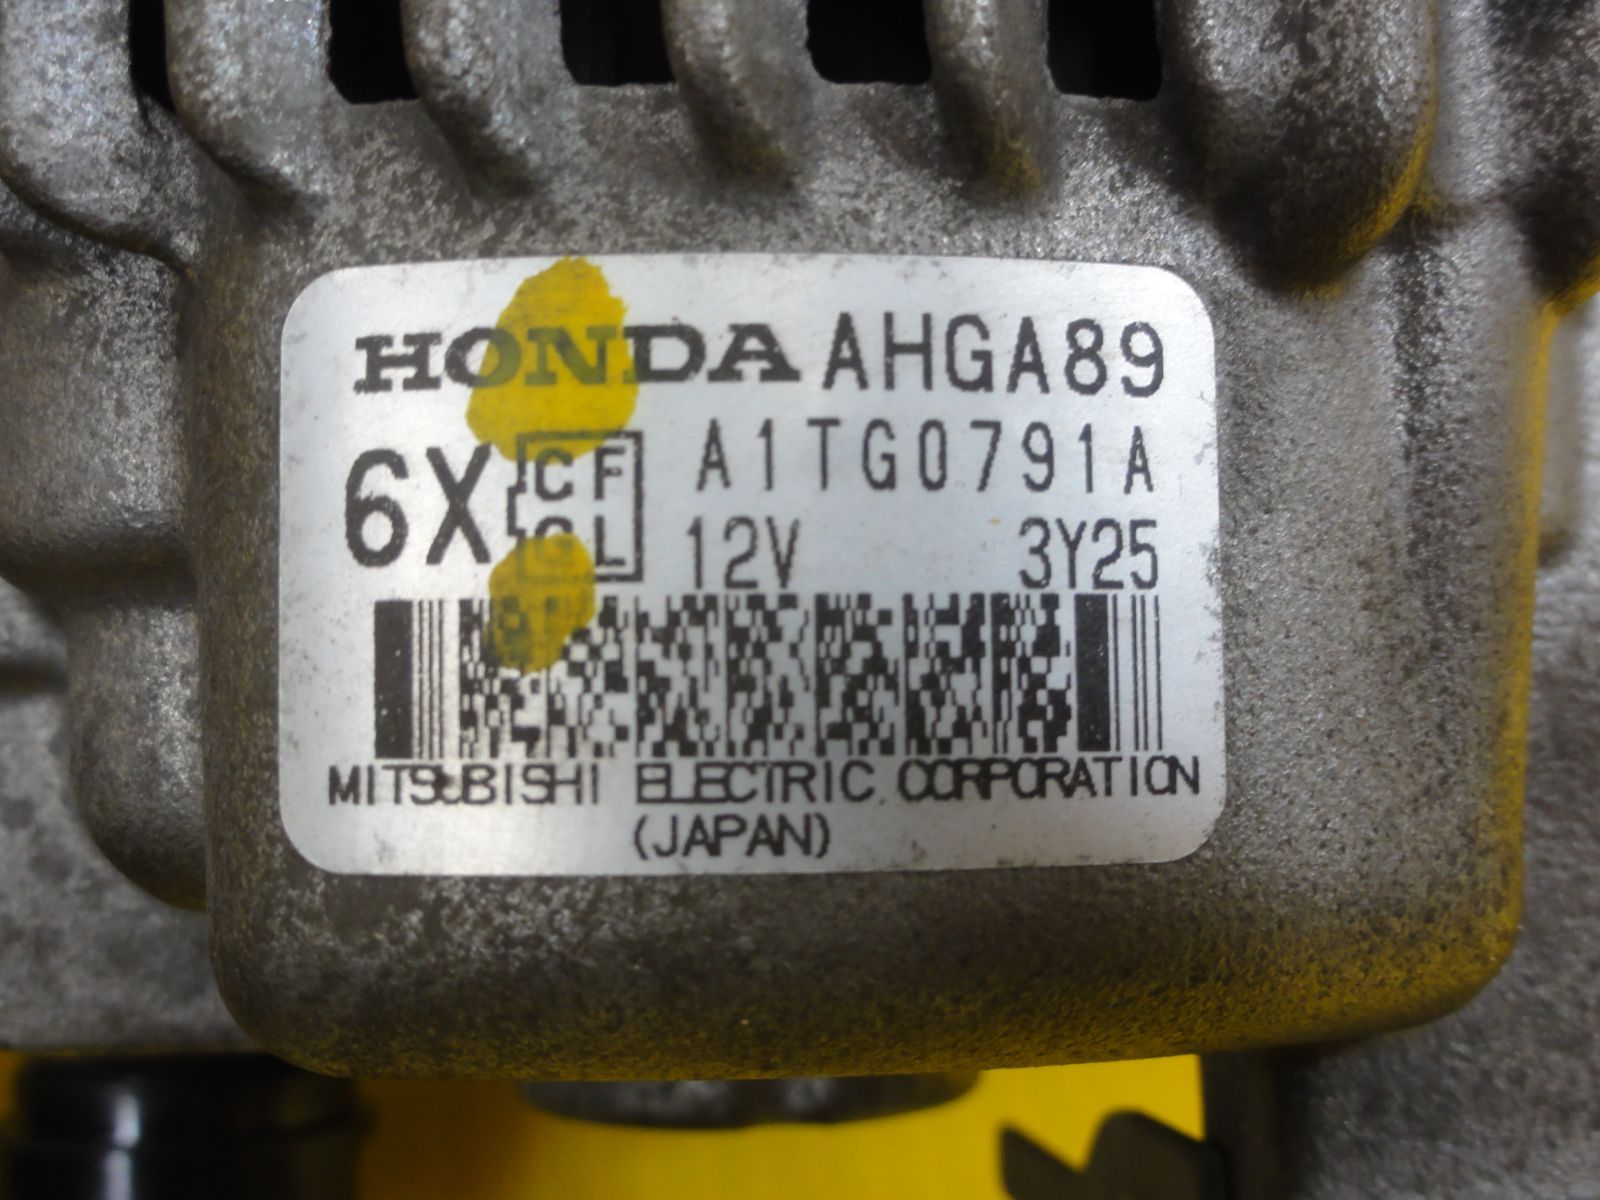 HONDA AHGA89
6X CF GL A1TG0791A
12V 3Y25
MITSUBISHI ELECTRIC CORPORATION
(JAPAN)